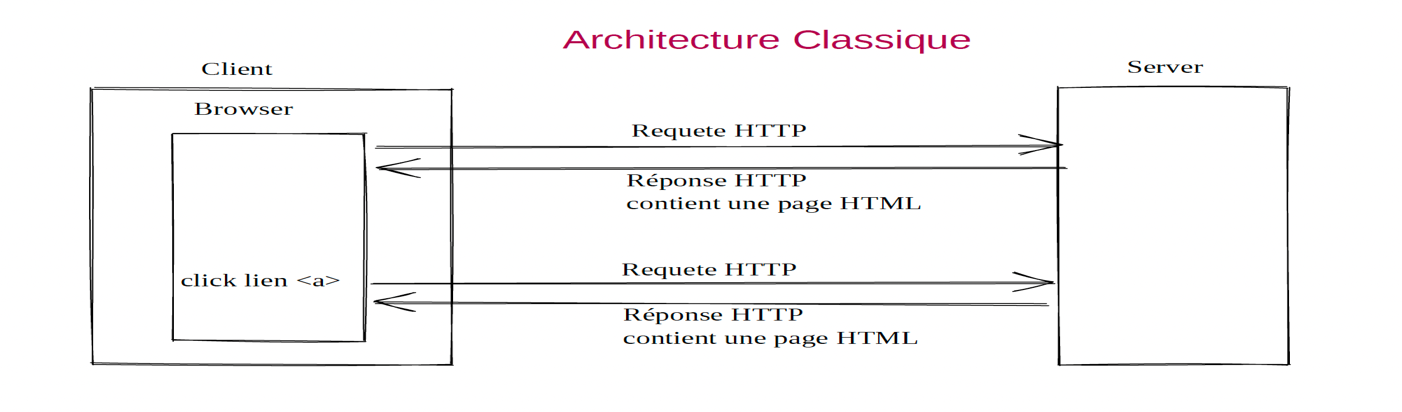 Architecture Classique
Client
Server
Browser
Requete HTTP
Réponse HTTP
contient une page HTML
click lien <a>
Requete HTTP
Réponse HTTP
contient une page HTML